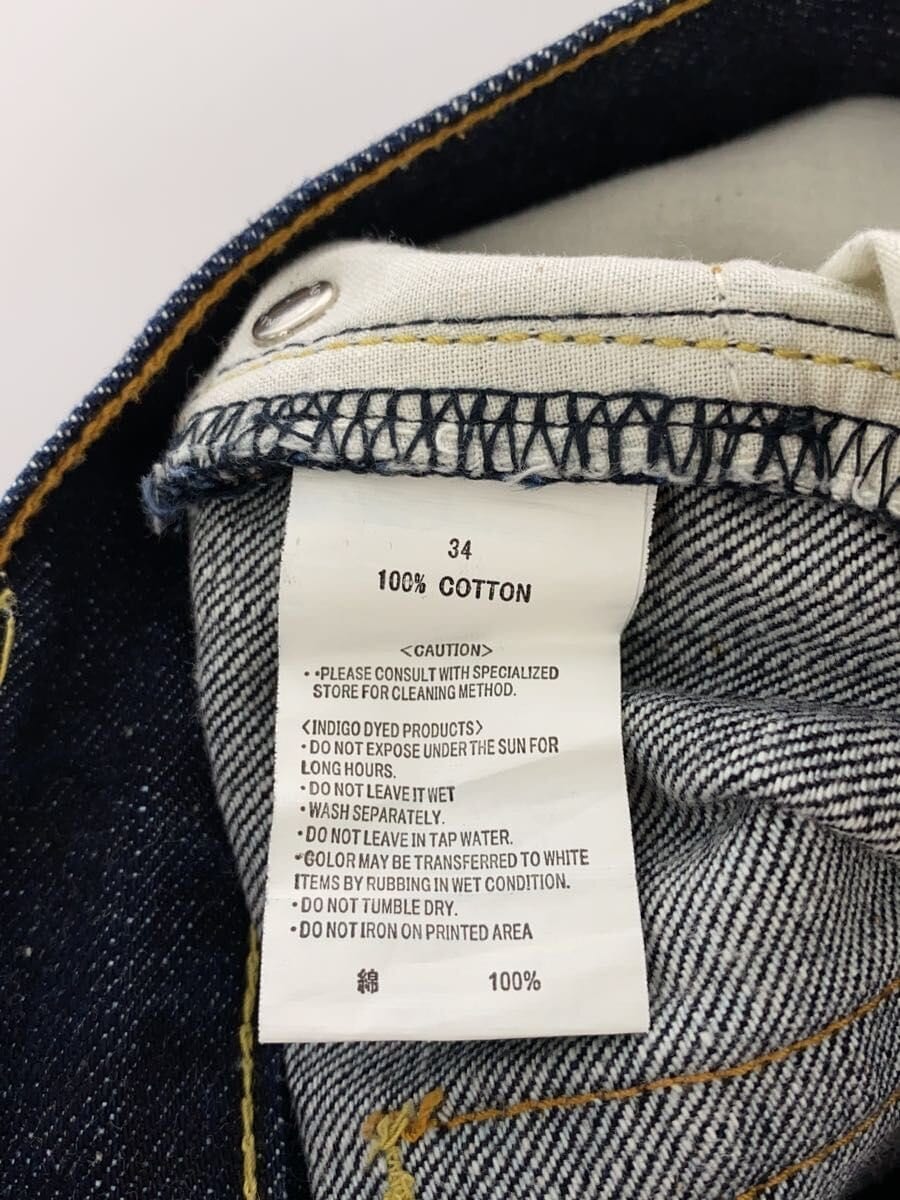 34
100% COTTON
<CAUTION>
・・PLEASE CONSULT WITH SPECIALIZED
STORE FOR CLEANING METHOD.
<INDIGO DYED PRODUCTS>
・DO NOT EXPOSE UNDER THE SUN FOR
LONG HOURS.
・DO NOT LEAVE IT WET
・WASH SEPARATELY.
・DO NOT LEAVE IN TAP WATER.
・COLOR MAY BE TRANSFERRED TO WHITE
ITEMS BY RUBBING IN WET CONDITION.
・DO NOT TUMBLE DRY.
・DO NOT IRON ON PRINTED AREA
綿 100%